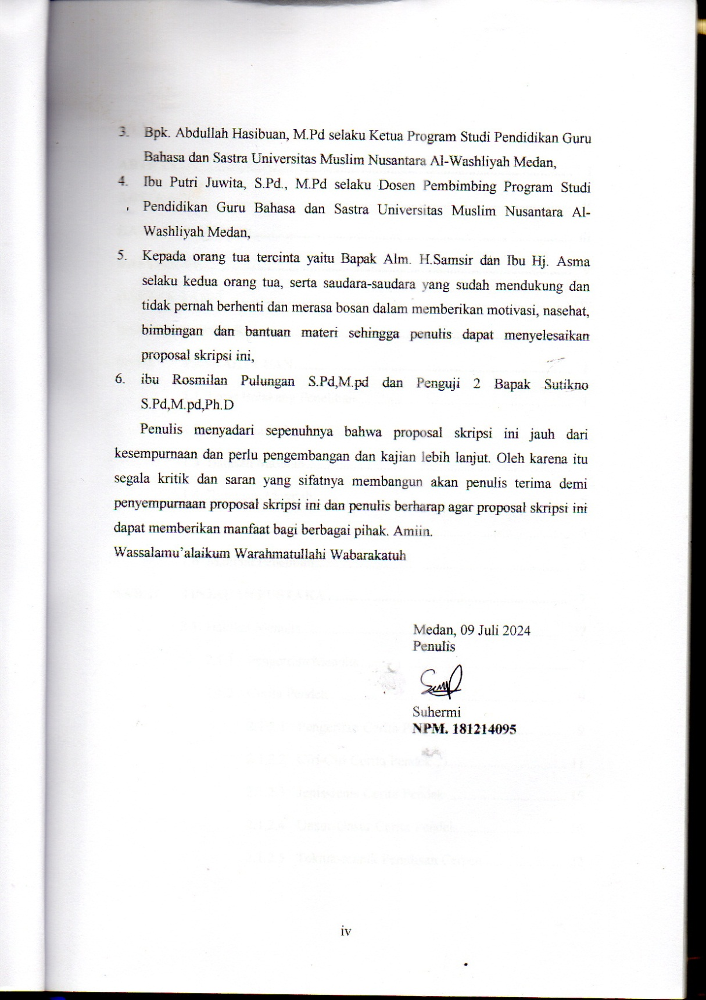 3. Bpk. Abdullah Hasibuan, M.Pd selaku Ketua Program Studi Pendidikan Guru
Bahasa dan Sastra Universitas Muslim Nusantara Al-Washliyah Medan,
4. Ibu Putri Juwita, S.Pd., M.Pd selaku Dosen Pembimbing Program Studi
Pendidikan Guru Bahasa dan Sastra Universitas Muslim Nusantara Al-
Washliyah Medan,
5. Kepada orang tua tercinta yaitu Bapak Alm. H.Samsir dan Ibu Hj. Asma
selaku kedua orang tua, serta saudara-saudara yang sudah mendukung dan
tidak pernah berhenti dan merasa bosan dalam memberikan motivasi, nasehat,
bimbingan dan bantuan materi sehingga penulis dapat menyelesaikan
proposal skripsi ini,
6. ibu Rosmilan Pulungan S.Pd,M.pd dan Penguji 2 Bapak Sutikno
S.Pd,M.pd,Ph.D
Penulis menyadari sepenuhnya bahwa proposal skripsi ini jauh dari
kesempurnaan dan perlu pengembangan dan kajian lebih lanjut. Oleh karena itu
segala kritik dan saran yang sifatnya membangun akan penulis terima demi
penyempurnaan proposal skripsi ini dan penulis berharap agar proposal skripsi ini
dapat memberikan manfaat bagi berbagai pihak. Amiin.
Wassalamu’alaikum Warahmatullahi Wabarakatuh
Medan, 09 Juli 2024
Penulis
Suhermi
NPM. 181214095
iv